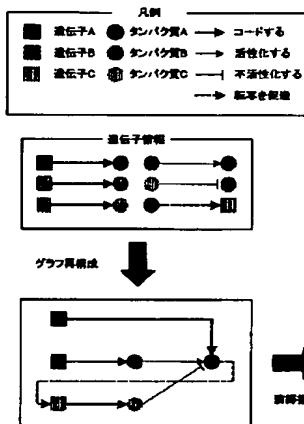 凡例
遺伝子A タンパク質A コードする
遺伝子B タンパク質B 活性化する
遺伝子C タンパク質C 不活性化する
転写を促進
遺伝子情報
グラフ再構成